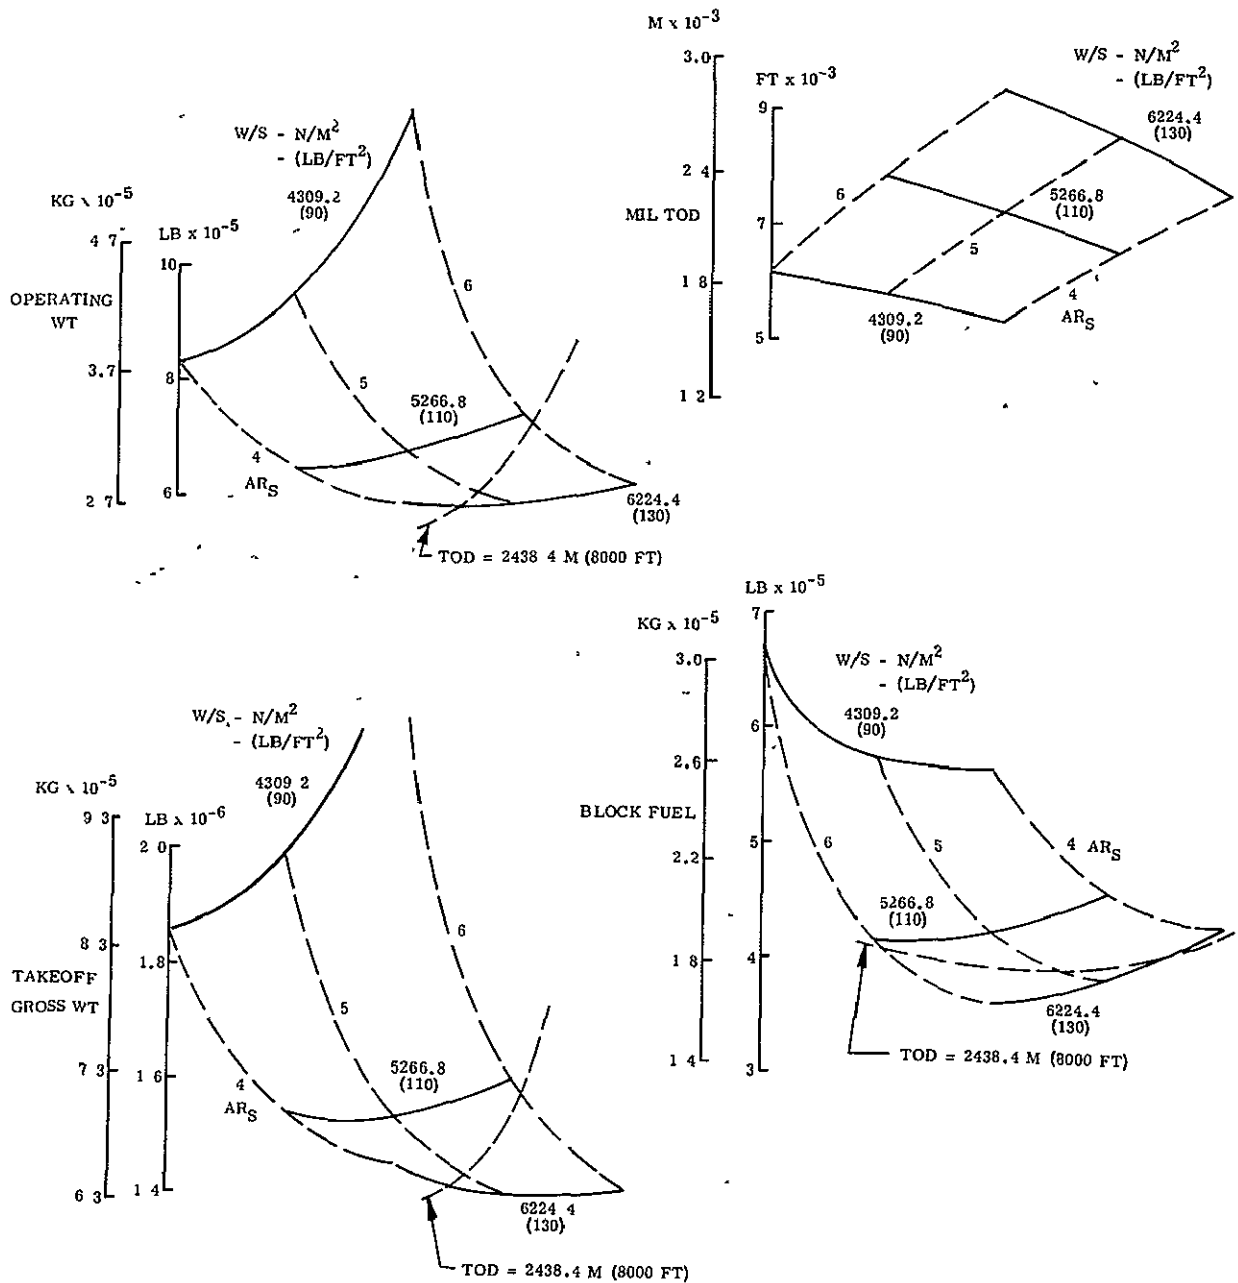 W/S - N/M²
- (LB/FT²)
KG x 10⁻⁵
4309.2
(90)
4 7
LB x 10⁻⁵
10
OPERATING
WT
6
3.7
8
5
5266.8
(110)
4
AR_S
2 7
6
6224.4
(130)
TOD = 2438 4 M (8000 FT)
M x 10⁻³
3.0
FT x 10⁻³
W/S - N/M²
- (LB/FT²)
9
6224.4
(130)
2 4
6
5266.8
(110)
MIL TOD
7
5
1 8
4
AR_S
4309.2
(90)
5
1 2
W/S - N/M²
- (LB/FT²)
KG x 10⁻⁵
4309 2
(90)
9 3
LB x 10⁻⁶
2 0
6
8 3
1.8
TAKEOFF
GROSS WT
5
7 3
1 6
5266.8
(110)
4
AR_S
6 3
1 4
6224 4
(130)
TOD = 2438.4 M (8000 FT)
LB x 10⁻⁵
7
KG x 10⁻⁵
3.0
W/S - N/M²
- (LB/FT²)
4309.2
(90)
6
2.6
BLOCK FUEL
6
5
5
4 AR_S
2.2
5266.8
(110)
4
1 8
6224.4
(130)
1 4
3
TOD = 2438.4 M (8000 FT)